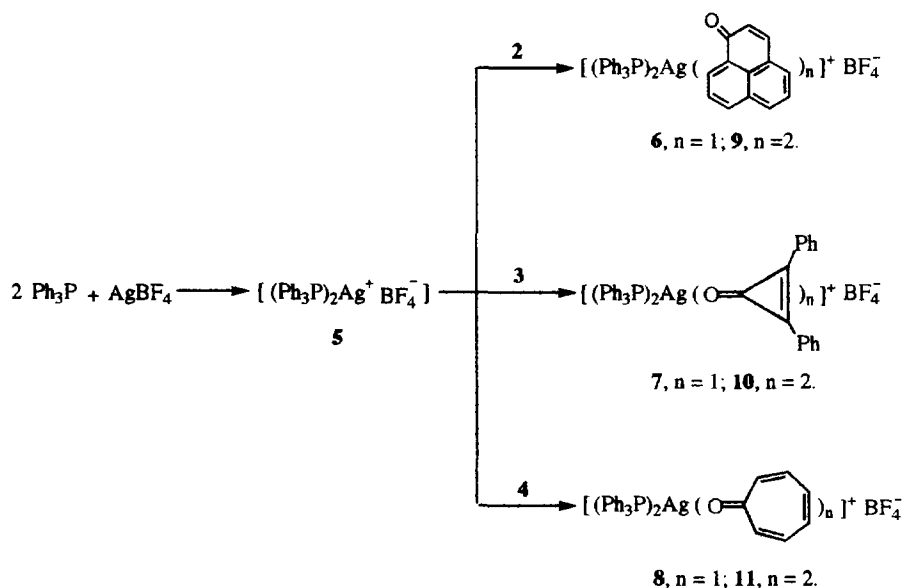 2
[ (Ph3P)2Ag ( O )n ]+ BF4−
6, n = 1; 9, n =2.
Ph
2 Ph3P + AgBF4
[ (Ph3P)2Ag+ BF4− ]
3
[ (Ph3P)2Ag ( O )n ]+ BF4−
5
Ph
7, n = 1; 10, n = 2.
4
[ (Ph3P)2Ag ( O )n ]+ BF4−
8, n = 1; 11, n = 2.